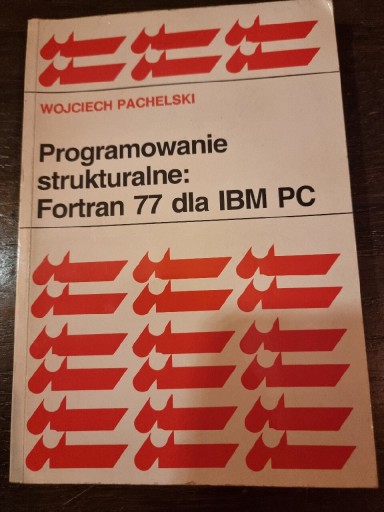 WOJCIECH PACHELSKI
Programowanie
strukturalne:
Fortran 77 dla IBM PC